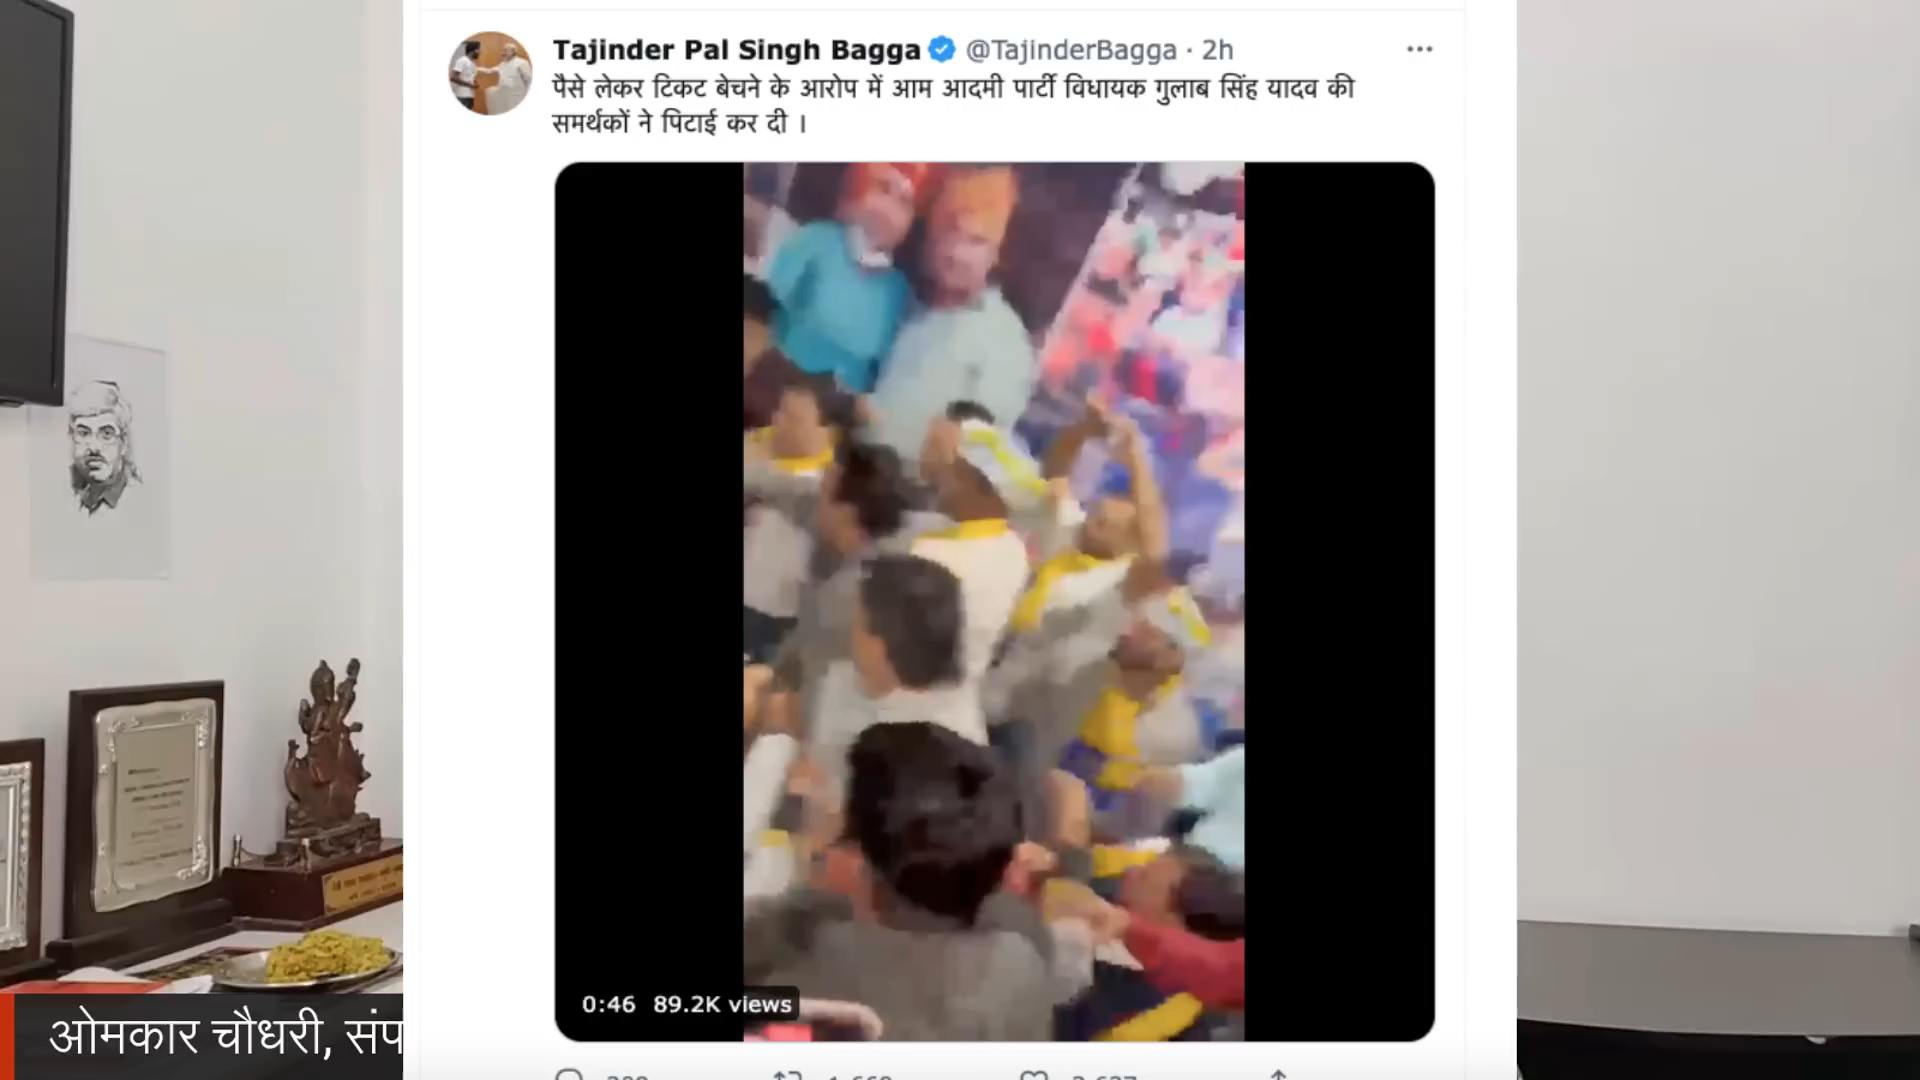 Tajinder Pal Singh Bagga @TajinderBagga · 2h
पैसे लेकर टिकट बेचने के आरोप में आम आदमी पार्टी विधायक गुलाब सिंह यादव की
समर्थकों ने पिटाई कर दी ।
0:46 89.2K views
ओमकार चौधरी, संप